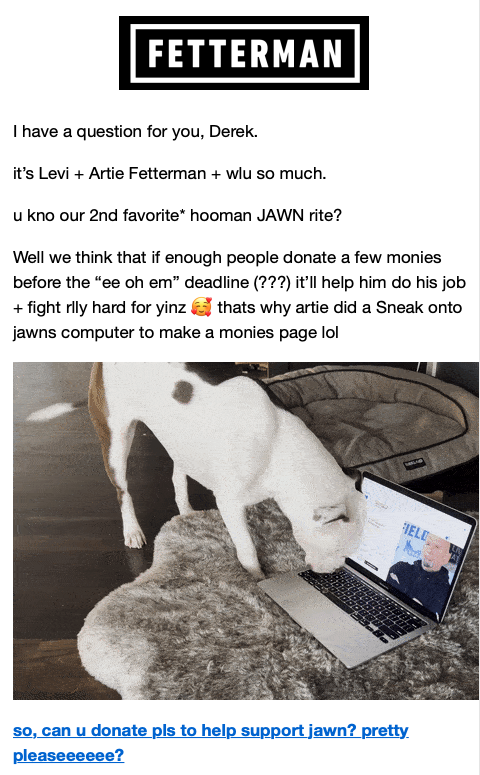 FETTERMAN
I have a question for you, Derek.
it's Levi + Artie Fetterman + wlu so much.
u kno our 2nd favorite* hooman JAWN rite?
Well we think that if enough people donate a few monies
before the “ee oh em” deadline (???) it'll help him do his job
+ fight rlly hard for yinz 🥰 thats why artie did a Sneak onto
jawns computer to make a monies page lol
IELD
so, can u donate pls to help support jawn? pretty
pleaseeeeee?